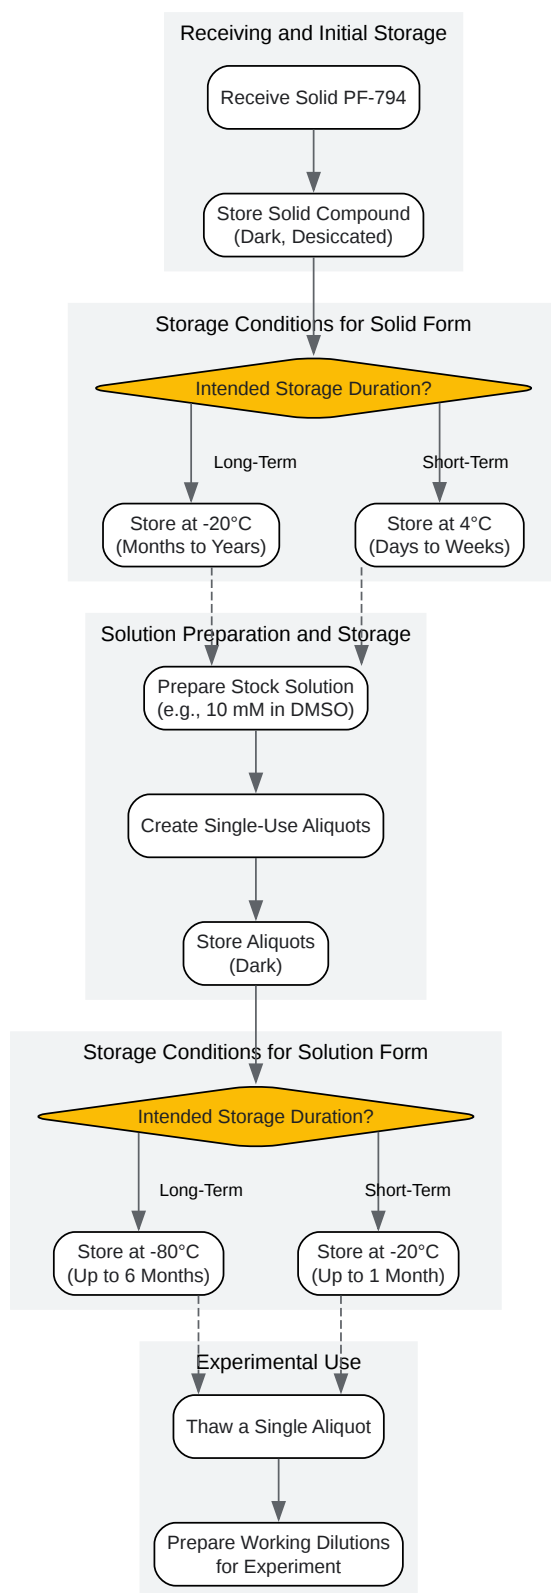 Receiving and Initial Storage
Receive Solid PF-794
Store Solid Compound
(Dark, Desiccated)
Storage Conditions for Solid Form
Intended Storage Duration?
Long-Term
Short-Term
Store at -20°C
(Months to Years)
Store at 4°C
(Days to Weeks)
Solution Preparation and Storage
Prepare Stock Solution
(e.g., 10 mM in DMSO)
Create Single-Use Aliquots
Store Aliquots
(Dark)
Storage Conditions for Solution Form
Intended Storage Duration?
Long-Term
Short-Term
Store at -80°C
(Up to 6 Months)
Store at -20°C
(Up to 1 Month)
Experimental Use
Thaw a Single Aliquot
Prepare Working Dilutions
for Experiment